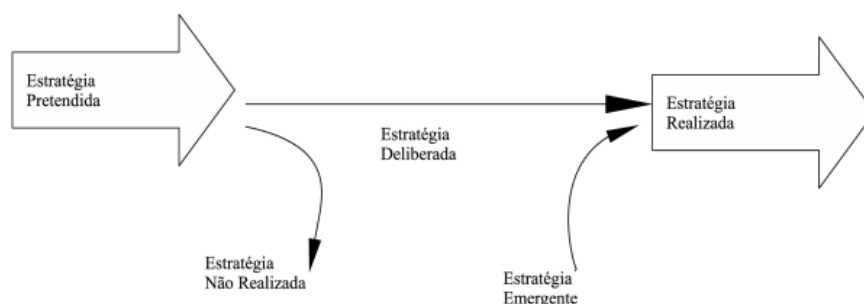 Estratégia
Pretendida
Estratégia
Deliberada
Estratégia
Realizada
Estratégia
Não Realizada
Estratégia
Emergente